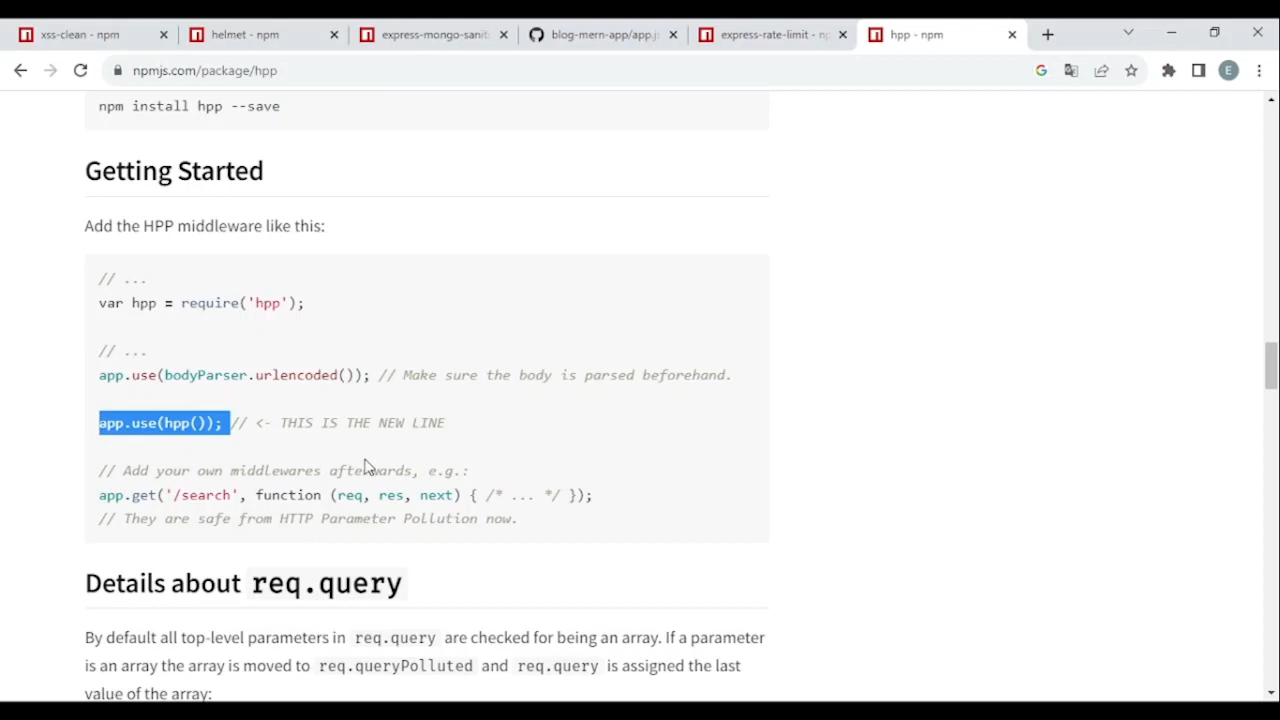 xss-clean - npm
helmet - npm
express-mongo-sanit
blog-mern-app/app.js
express-rate-limit - np
hpp - npm
npmjs.com/package/hpp
E
npm install hpp --save
Getting Started
Add the HPP middleware like this:
// ...
var hpp = require('hpp');
// ...
app.use(bodyParser.urlencoded()); // Make sure the body is parsed beforehand.
app.use(hpp()); // <- THIS IS THE NEW LINE
// Add your own middlewares afterwards, e.g.:
app.get('/search', function (req, res, next) { /* ... */ });
// They are safe from HTTP Parameter Pollution now.
Details about req.query
By default all top-level parameters in req.query are checked for being an array. If a parameter
is an array the array is moved to req.queryPolluted and req.query is assigned the last
value of the array: